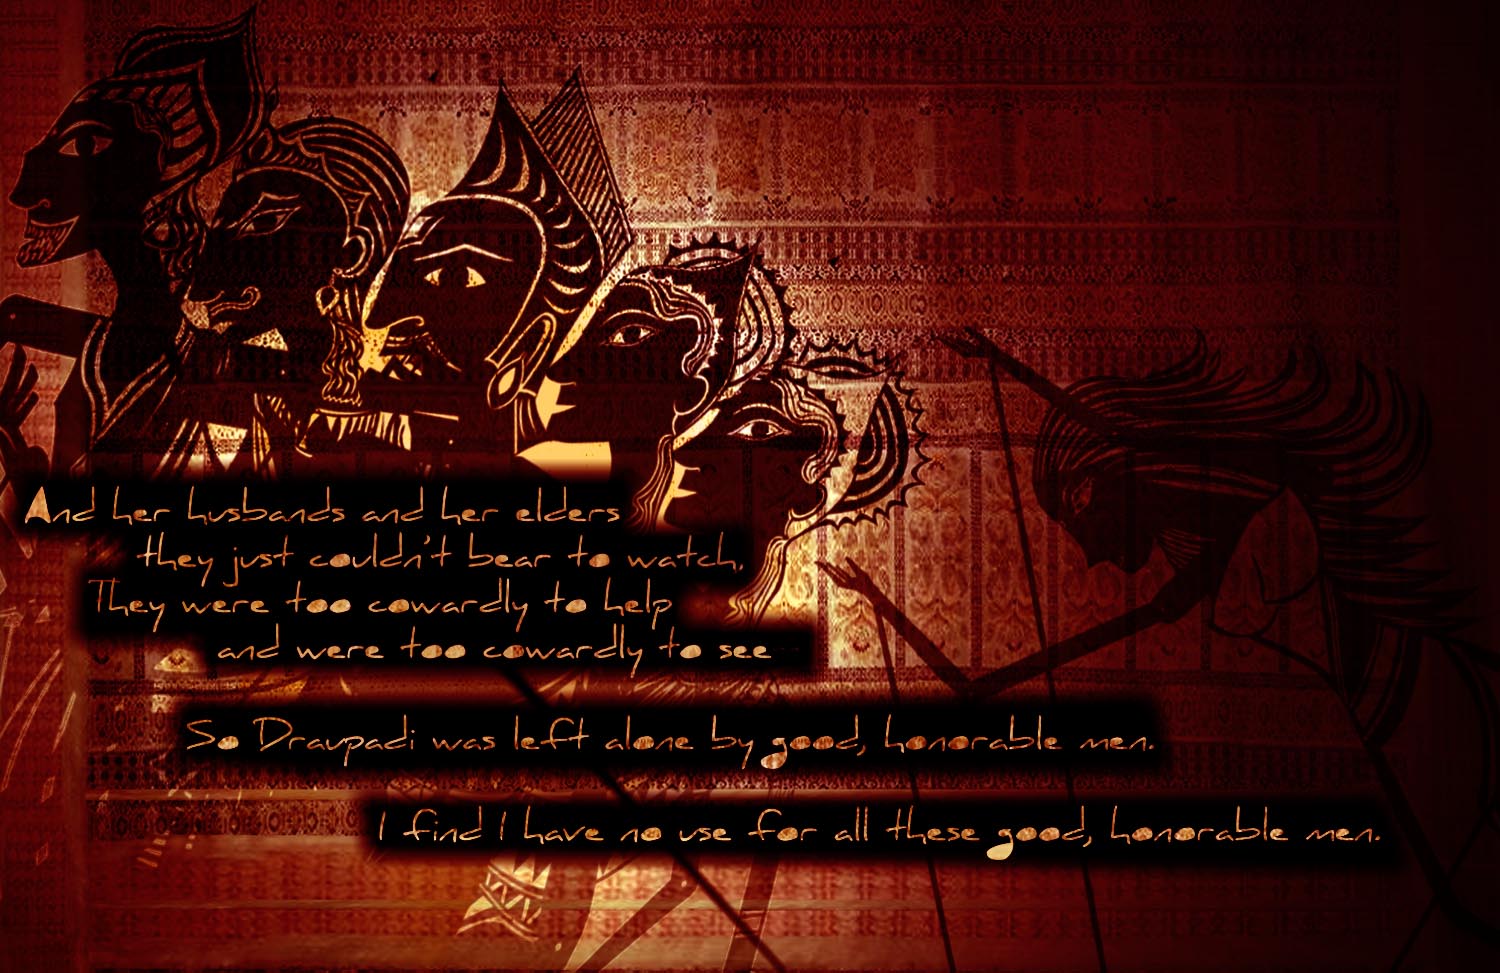 And her husbands and her elders
they just couldn't bear to watch,
They were too cowardly to help
and were too cowardly to see
So Draupadi was left alone by good, honorable men.
I find I have no use for all these good, honorable men.